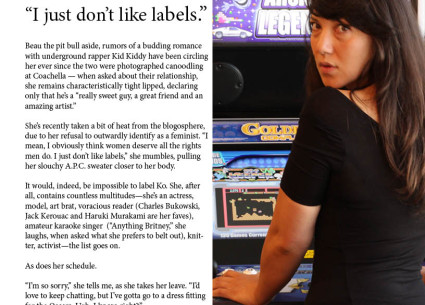 “I just don’t like labels.”
Beau the pit bull aside, rumors of a budding romance
with underground rapper Kid Kiddy have been circling
her ever since the two were photographed canoodling
at Coachella — when asked about their relationship,
she remains characteristically tight lipped, declaring
only that he’s a “really sweet guy, a great friend and an
amazing artist.”
She’s recently taken a bit of heat from the blogosphere,
due to her refusal to outwardly identify as a feminist. “I
mean, I obviously think women deserve all the rights
men do. I just don’t like labels,” she mumbles, pulling
her slouchy A.P.C. sweater closer to her body.
It would, indeed, be impossible to label Ko. She, after
all, contains countless multitudes—she’s an actress,
model, art brat, voracious reader (Charles Bukowski,
Jack Kerouac and Haruki Murakami are her faves),
amateur karaoke singer  (“Anything Britney,” she
laughs, when asked what she prefers to belt out), knit-
ter, activist—the list goes on.
As does her schedule.
“I’m so sorry,” she tells me, as she takes her leave. “I’d
love to keep chatting, but I’ve gotta go to a dress fitting
LEGENDS
GOLDEN